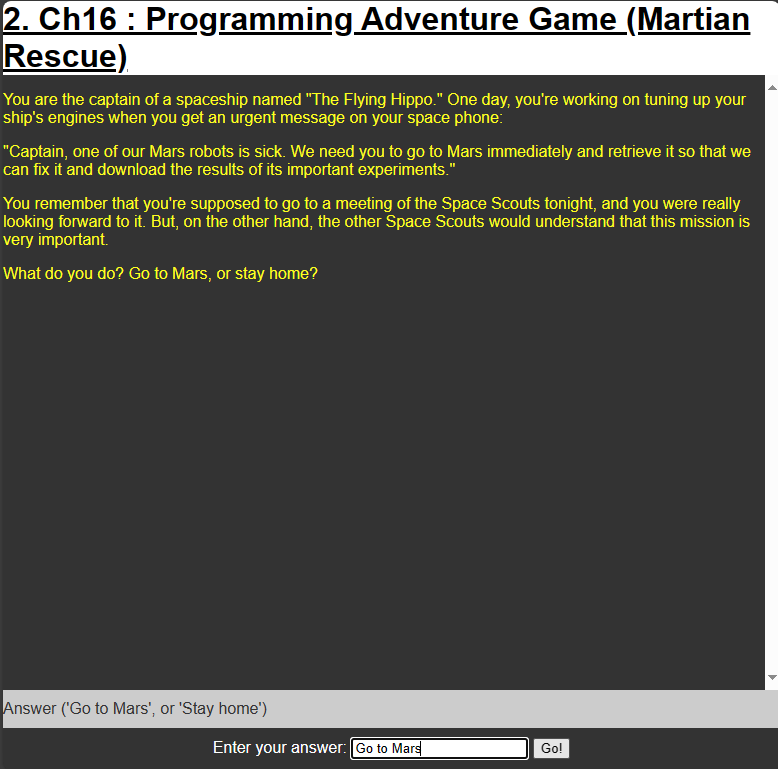 2. Ch16 : Programming Adventure Game (Martian
Rescue)
You are the captain of a spaceship named "The Flying Hippo." One day, you're working on tuning up your
ship's engines when you get an urgent message on your space phone:
"Captain, one of our Mars robots is sick. We need you to go to Mars immediately and retrieve it so that we
can fix it and download the results of its important experiments."
You remember that you're supposed to go to a meeting of the Space Scouts tonight, and you were really
looking forward to it. But, on the other hand, the other Space Scouts would understand that this mission is
very important.
What do you do? Go to Mars, or stay home?
Answer ('Go to Mars', or 'Stay home')
Enter your answer: Go to Mars Go!